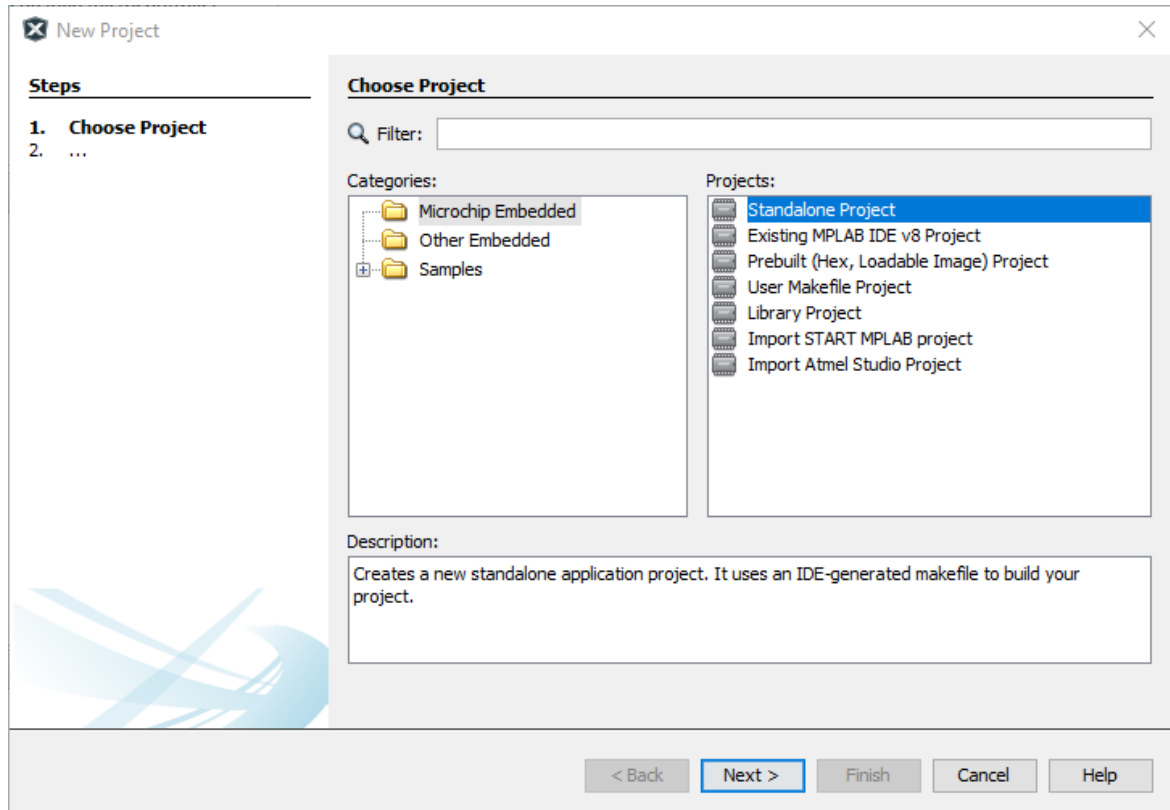 New Project
Steps
1. Choose Project
2. ...
Choose Project
Filter:
Categories:
Microchip Embedded
Other Embedded
Samples
Projects:
Standalone Project
Existing MPLAB IDE v8 Project
Prebuilt (Hex, Loadable Image) Project
User Makefile Project
Library Project
Import START MPLAB project
Import Atmel Studio Project
Description:
Creates a new standalone application project. It uses an IDE-generated makefile to build your
project.
< Back
Next >
Finish
Cancel
Help